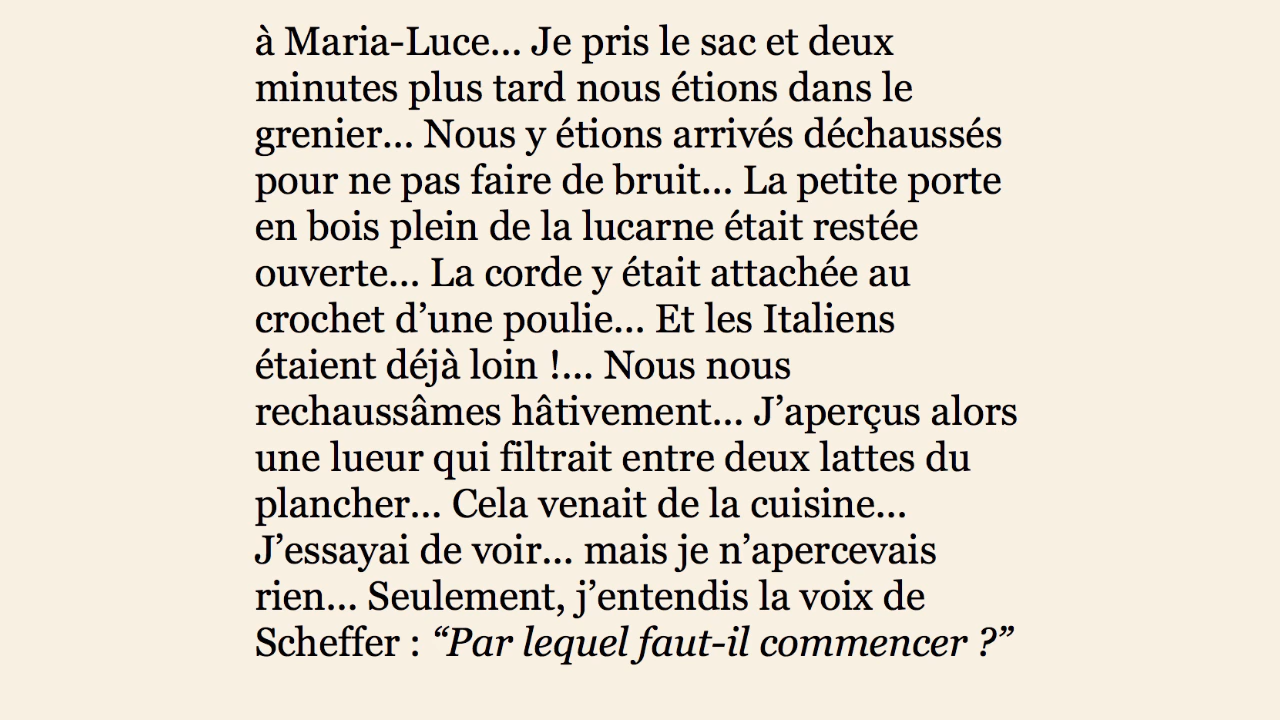 à Maria-Luce... Je pris le sac et deux
minutes plus tard nous étions dans le
grenier... Nous y étions arrivés déchaussés
pour ne pas faire de bruit... La petite porte
en bois plein de la lucarne était restée
ouverte... La corde y était attachée au
crochet d’une poulie... Et les Italiens
étaient déjà loin !... Nous nous
rechaussâmes hâtivement... J’aperçus alors
une lueur qui filtrait entre deux lattes du
plancher... Cela venait de la cuisine...
J’essayai de voir... mais je n’apercevais
rien... Seulement, j’entendis la voix de
Scheffer : “Par lequel faut-il commencer ?”